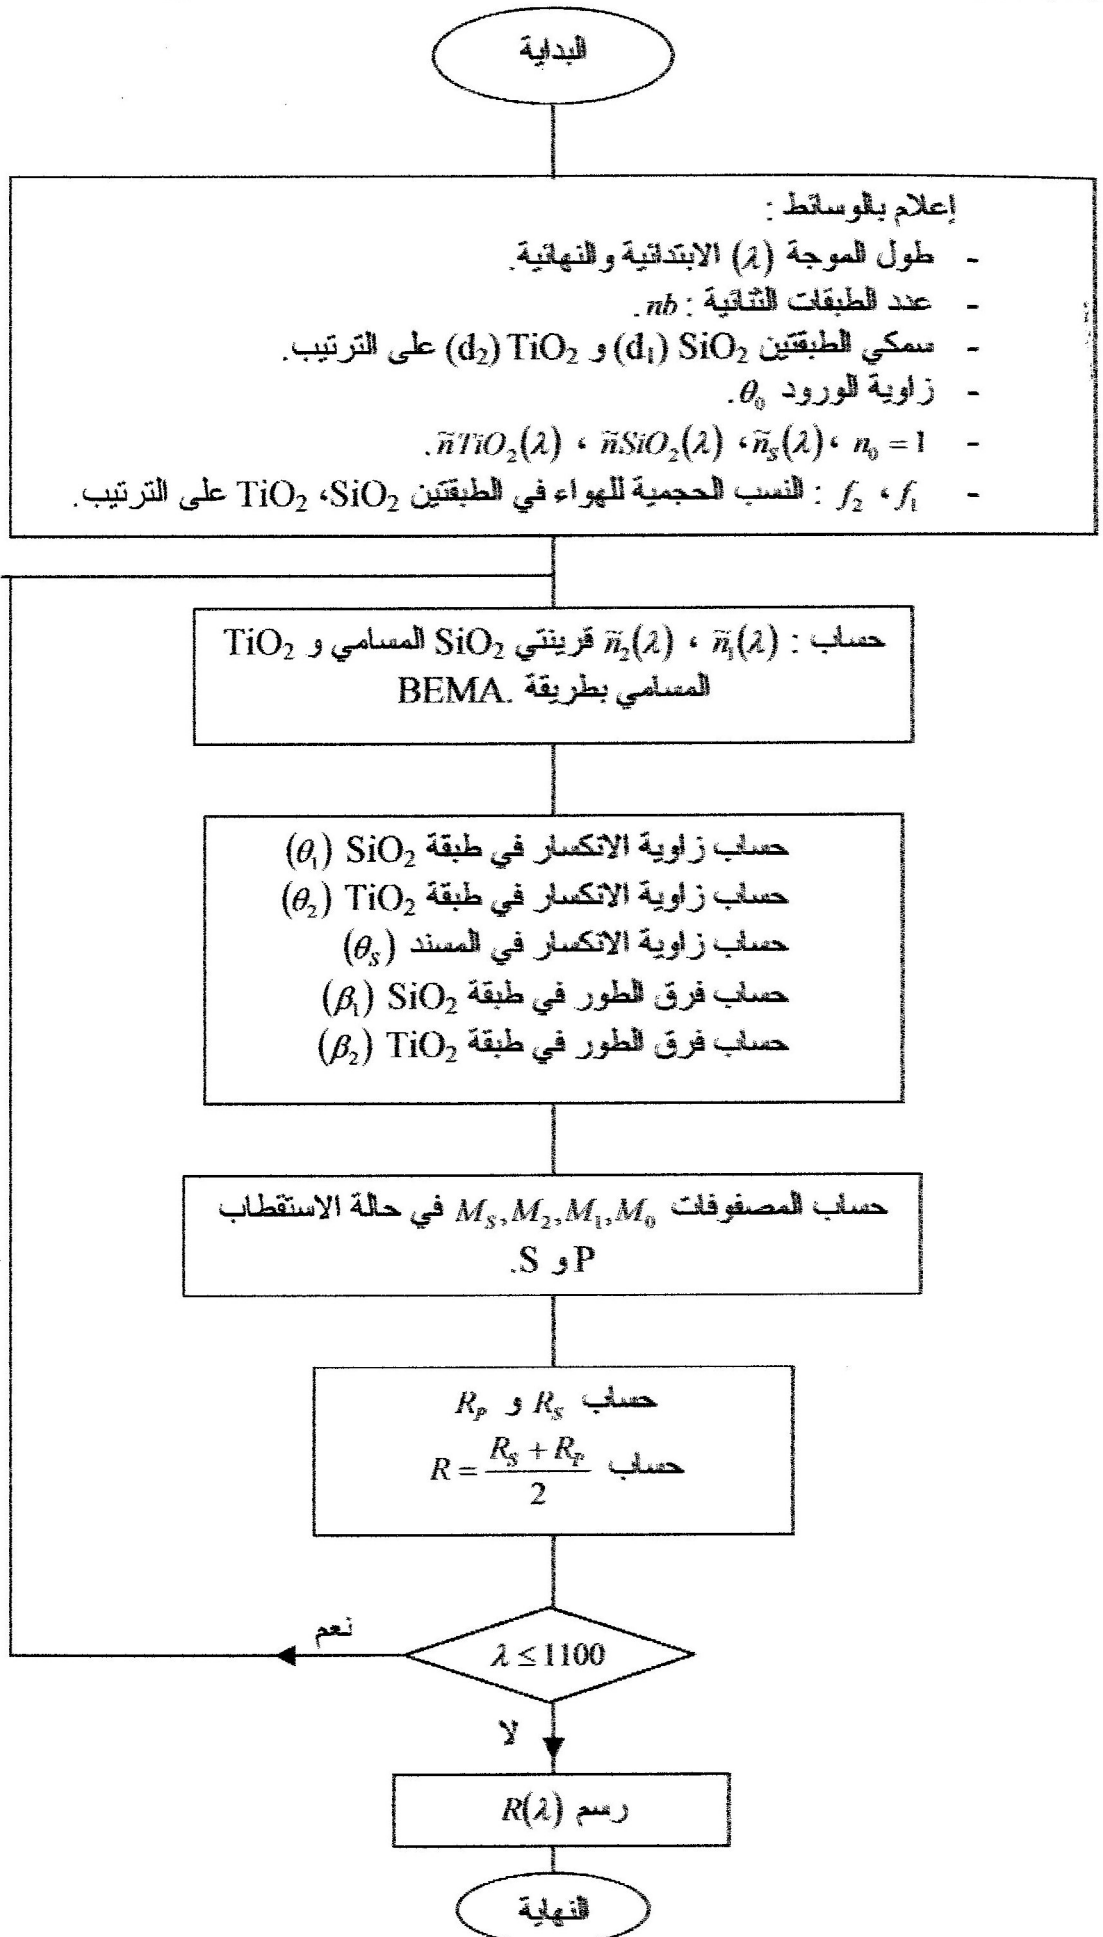 البداية
إعلام بالوسائط :
- طول الموجة (λ) الابتدائية والنهائية.
- عدد الطبقات الثنائية : nb.
- سمكي الطبقتين SiO₂ (d₁) و TiO₂ (d₂) على الترتيب.
- زاوية الورود θ₀.
- n₀ = 1 ، ñ_S(λ) ، ñSiO₂(λ) ، ñTiO₂(λ).
- f₁ ، f₂ : النسب الحجمية للهواء في الطبقتين SiO₂، TiO₂ على الترتيب.
حساب : ñ₁(λ) ، ñ₂(λ) قرينتي SiO₂ المسامي و TiO₂
المسامي بطريقة .BEMA
حساب زاوية الانكسار في طبقة SiO₂ (θ₁)
حساب زاوية الانكسار في طبقة TiO₂ (θ₂)
حساب زاوية الانكسار في المسند (θ_S)
حساب فرق الطور في طبقة SiO₂ (β₁)
حساب فرق الطور في طبقة TiO₂ (β₂)
حساب المصفوفات M_S, M₂, M₁, M₀ في حالة الاستقطاب
P و S.
حساب R_S و R_P
حساب R = (R_S + R_P)/2
نعم
λ ≤ 1100
لا
رسم R(λ)
النهاية